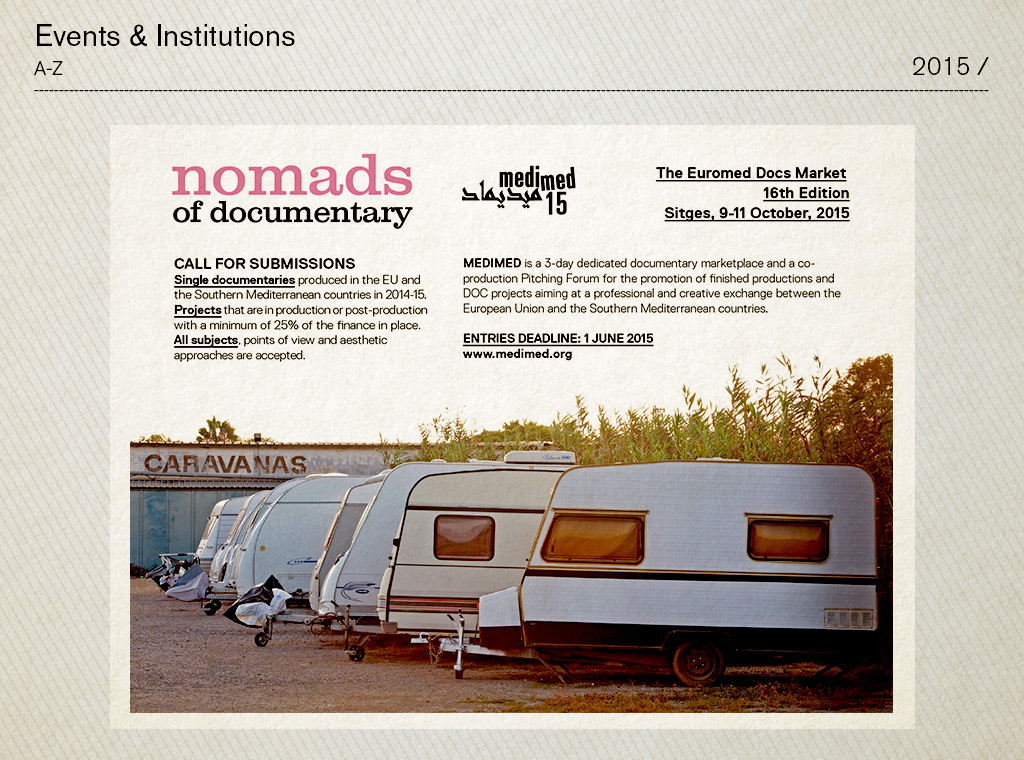 Events & Institutions
A-Z
2015 /
nomads
of documentary
medimed
ميديماد
15
The Euromed Docs Market
16th Edition
Sitges, 9-11 October, 2015
CALL FOR SUBMISSIONS
Single documentaries produced in the EU and
the Southern Mediterranean countries in 2014-15.
Projects that are in production or post-production
with a minimum of 25% of the finance in place.
All subjects, points of view and aesthetic
approaches are accepted.
MEDIMED is a 3-day dedicated documentary marketplace and a co-
production Pitching Forum for the promotion of finished productions and
DOC projects aiming at a professional and creative exchange between the
European Union and the Southern Mediterranean countries.
ENTRIES DEADLINE: 1 JUNE 2015
www.medimed.org
CARAVANAS